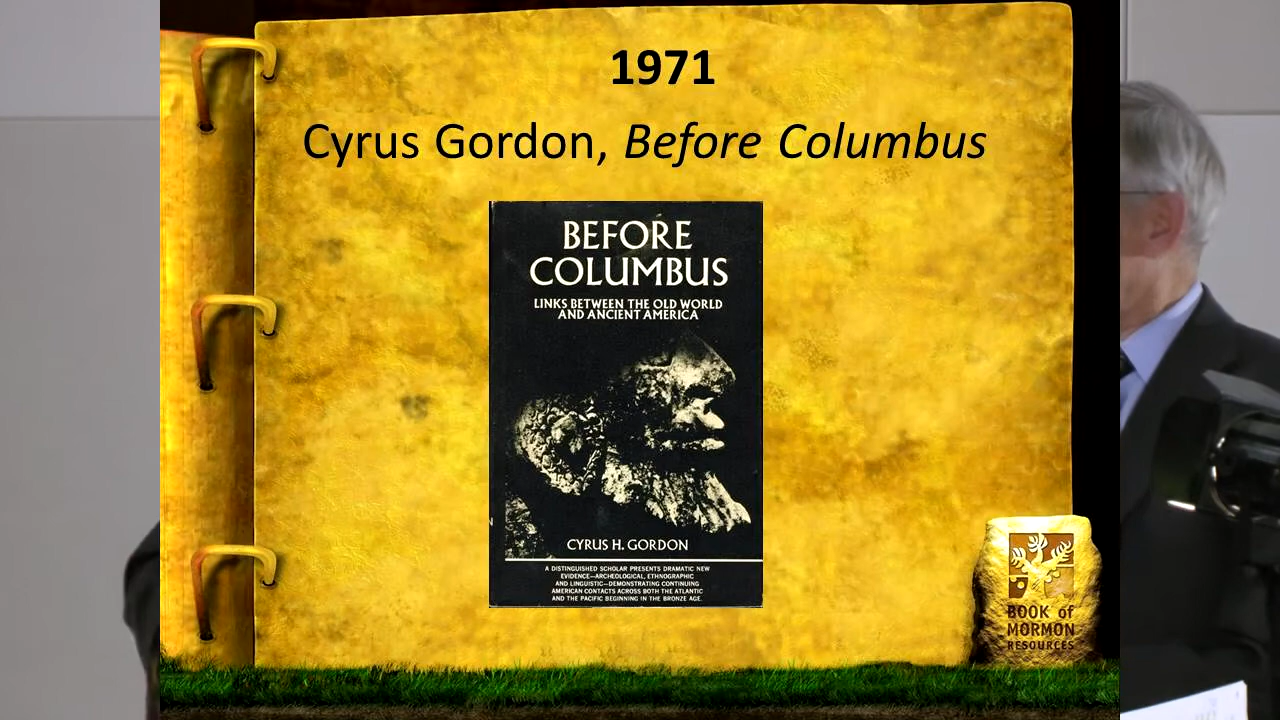 1971
Cyrus Gordon, Before Columbus
BEFORE
COLUMBUS
LINKS BETWEEN THE OLD WORLD
AND ANCIENT AMERICA
CYRUS H. GORDON
A DISTINGUISHED SCHOLAR PRESENTS DRAMATIC NEW
EVIDENCE—ARCHEOLOGICAL, ETHNOGRAPHIC
AND LINGUISTIC—DEMONSTRATING CONTINUING
AMERICAN CONTACTS ACROSS BOTH THE ATLANTIC
AND THE PACIFIC BEGINNING IN THE BRONZE AGE.
BOOK of
MORMON
RESOURCES